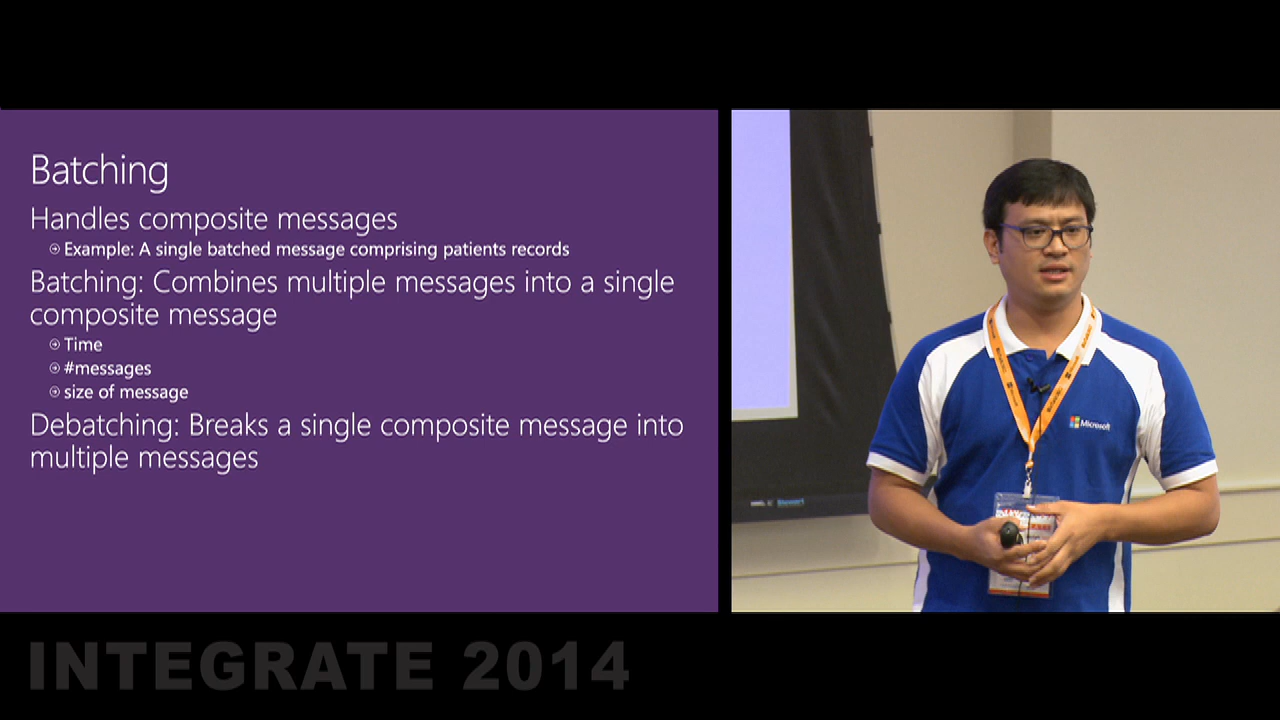 Batching
Handles composite messages
Example: A single batched message comprising patients records
Batching: Combines multiple messages into a single
composite message
Time
#messages
size of message
Debatching: Breaks a single composite message into
multiple messages
Microsoft
INTEGRATE 2014